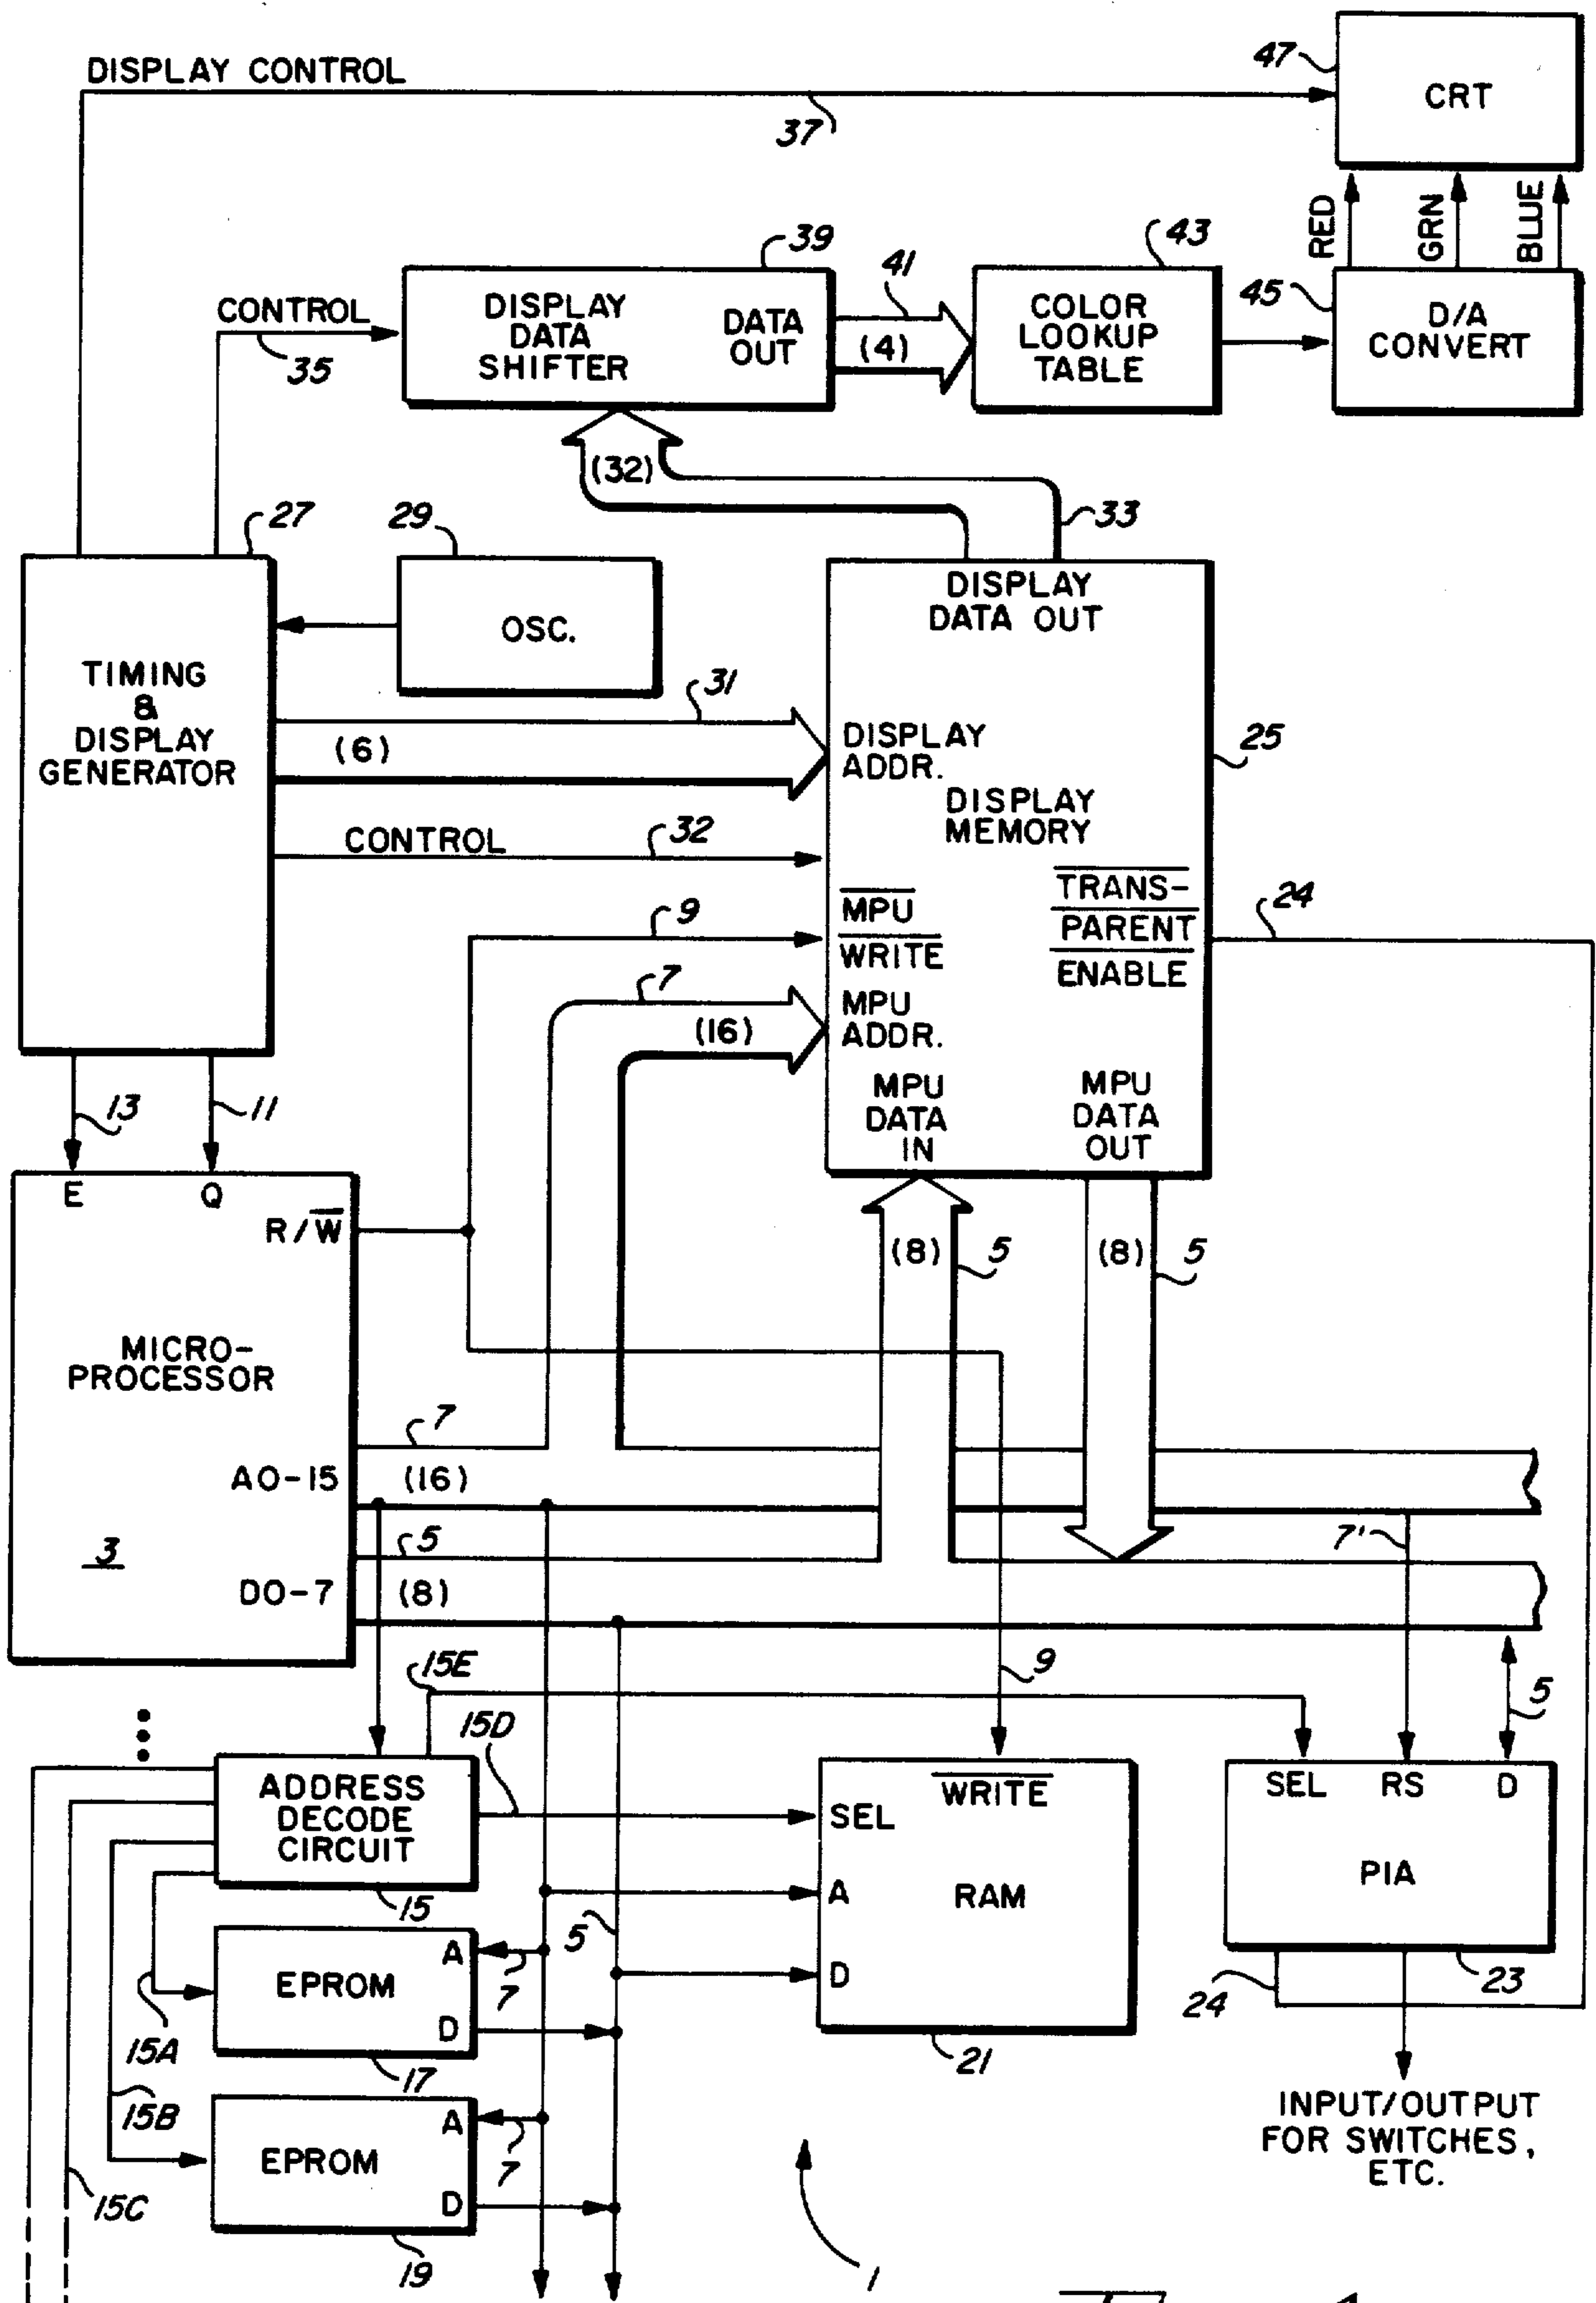 DISPLAY CONTROL
37
47
CRT
RED
GRN
BLUE
CONTROL
35
39
DISPLAY
DATA
SHIFTER
DATA
OUT
41
(4)
43
COLOR
LOOKUP
TABLE
45
D/A
CONVERT
(32)
33
27
TIMING
&
DISPLAY
GENERATOR
29
OSC.
31
(6)
CONTROL
32
9
7
(16)
DISPLAY
DATA OUT
DISPLAY
ADDR.
DISPLAY
MEMORY
25
MPU
WRITE
TRANS-
PARENT
ENABLE
24
MPU
ADDR.
MPU
DATA
IN
MPU
DATA
OUT
13
11
E
Q
R/W
MICRO-
PROCESSOR
3
(8)
5
(8)
5
7
AO-15
(16)
5
DO-7
(8)
7'
15E
9
5
15D
ADDRESS
DECODE
CIRCUIT
15
WRITE
SEL
A
RAM
D
21
SEL
RS
D
PIA
23
24
INPUT/OUTPUT
FOR SWITCHES,
ETC.
5
A
EPROM
D
17
7
15A
15B
A
EPROM
D
19
7
15C
1